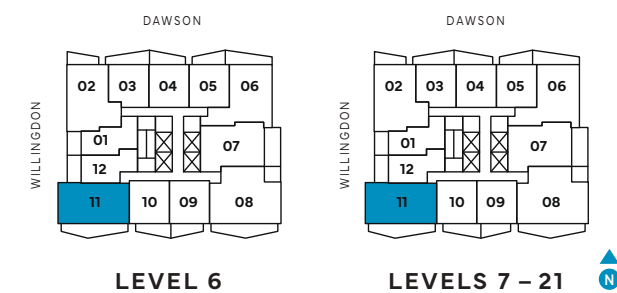 DAWSON
WILLINGDON
02 03 04 05 06
01
07
12
11 10 09 08
LEVEL 6
DAWSON
WILLINGDON
02 03 04 05 06
01
07
12
11 10 09 08
LEVELS 7 – 21
N